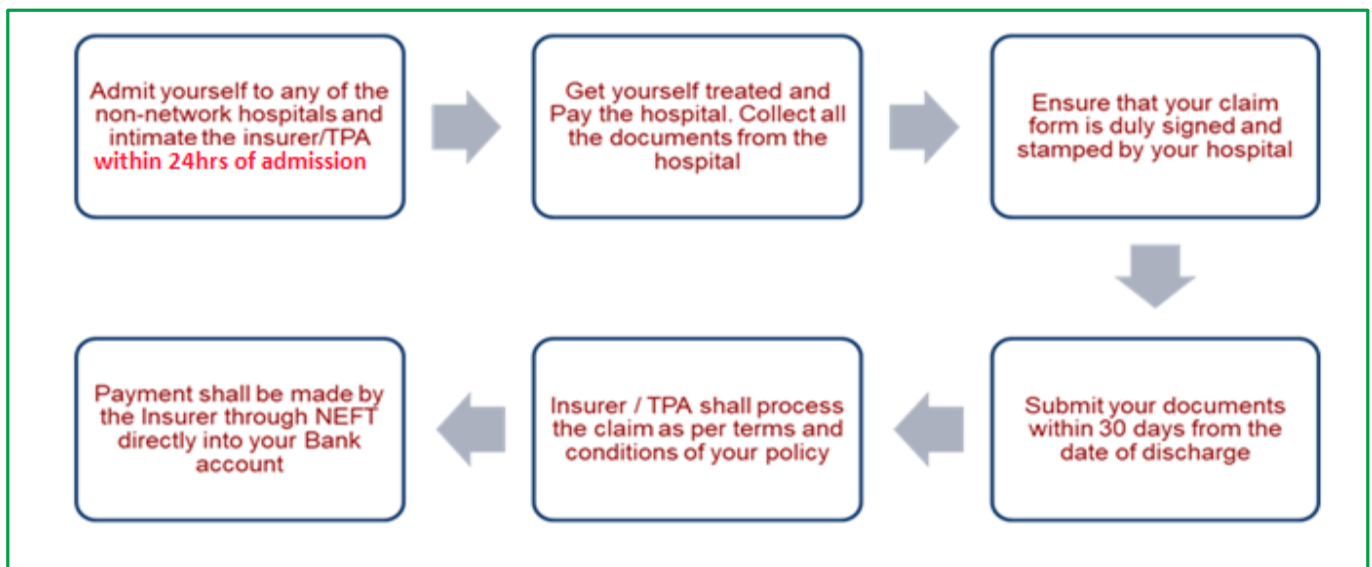 Admit yourself to any of the
non-network hospitals and
intimate the insurer/TPA
within 24hrs of admission
Get yourself treated and
Pay the hospital. Collect all
the documents from the
hospital
Ensure that your claim
form is duly signed and
stamped by your hospital
Submit your documents
within 30 days from the
date of discharge
Insurer / TPA shall process
the claim as per terms and
conditions of your policy
Payment shall be made by
the Insurer through NEFT
directly into your Bank
account